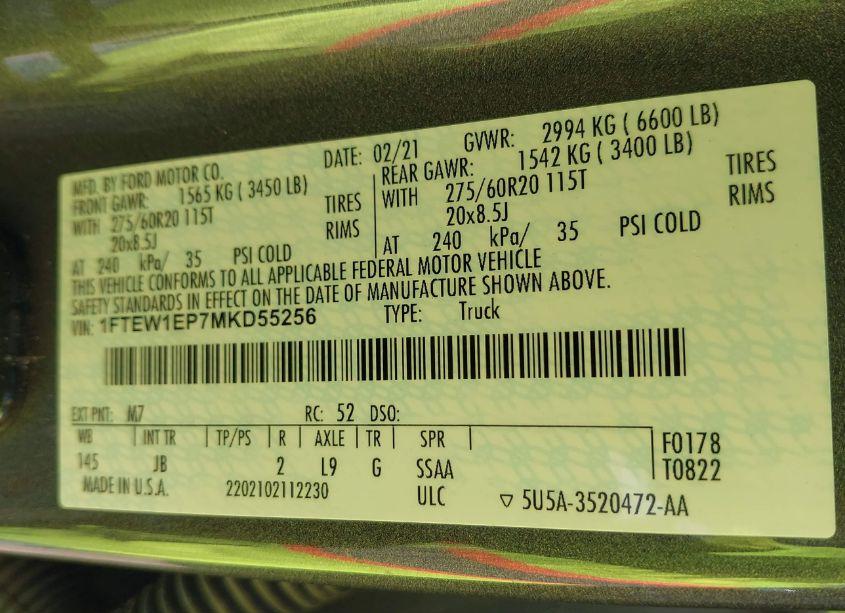 MFD. BY FORD MOTOR CO.
DATE: 02/21 GVWR: 2994 KG ( 6600 LB)
FRONT GAWR: 1565 KG ( 3450 LB)
REAR GAWR: 1542 KG ( 3400 LB)
WITH 275/60R20 115T TIRES
WITH 275/60R20 115T TIRES
20x8.5J RIMS
20x8.5J RIMS
AT 240 kPa/ 35 PSI COLD
AT 240 kPa/ 35 PSI COLD
THIS VEHICLE CONFORMS TO ALL APPLICABLE FEDERAL MOTOR VEHICLE
SAFETY STANDARDS IN EFFECT ON THE DATE OF MANUFACTURE SHOWN ABOVE.
VIN: 1FTEW1EP7MKD55256 TYPE: Truck
EXT PNT: M7 RC: 52 DSO:
WB INT TR TP/PS R AXLE TR SPR
145 JB 2 L9 G SSAA
F0178
T0822
MADE IN U.S.A. 2202102112230 ULC ▽ 5U5A-3520472-AA